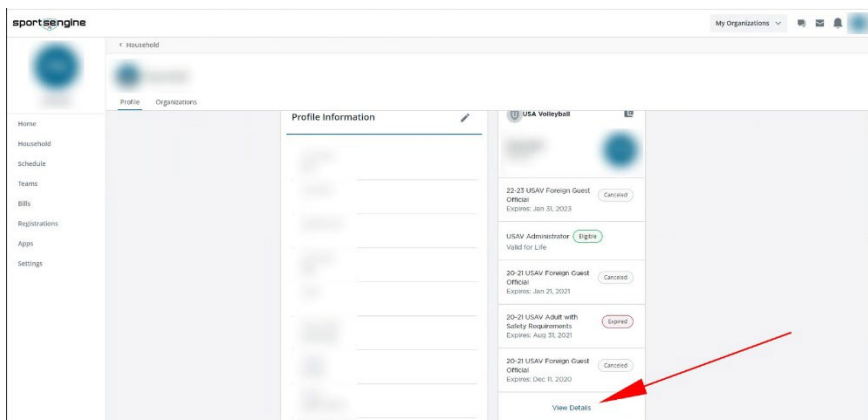 sportsengine
My Organizations
< Household
Profile Organizations
Home
Household
Schedule
Teams
Bills
Registrations
Apps
Settings
Profile Information
USA Volleyball
22-23 USAV Foreign Guest
Official
Canceled
Expires: Jan 31, 2023
USAV Administrator Eligible
Valid for Life
20-21 USAV Foreign Guest
Official
Canceled
Expires: Jan 21, 2021
20-21 USAV Adult with
Safety Requirements
Expired
Expires: Aug 31, 2021
20-21 USAV Foreign Guest
Official
Canceled
Expires: Dec 11, 2020
View Details